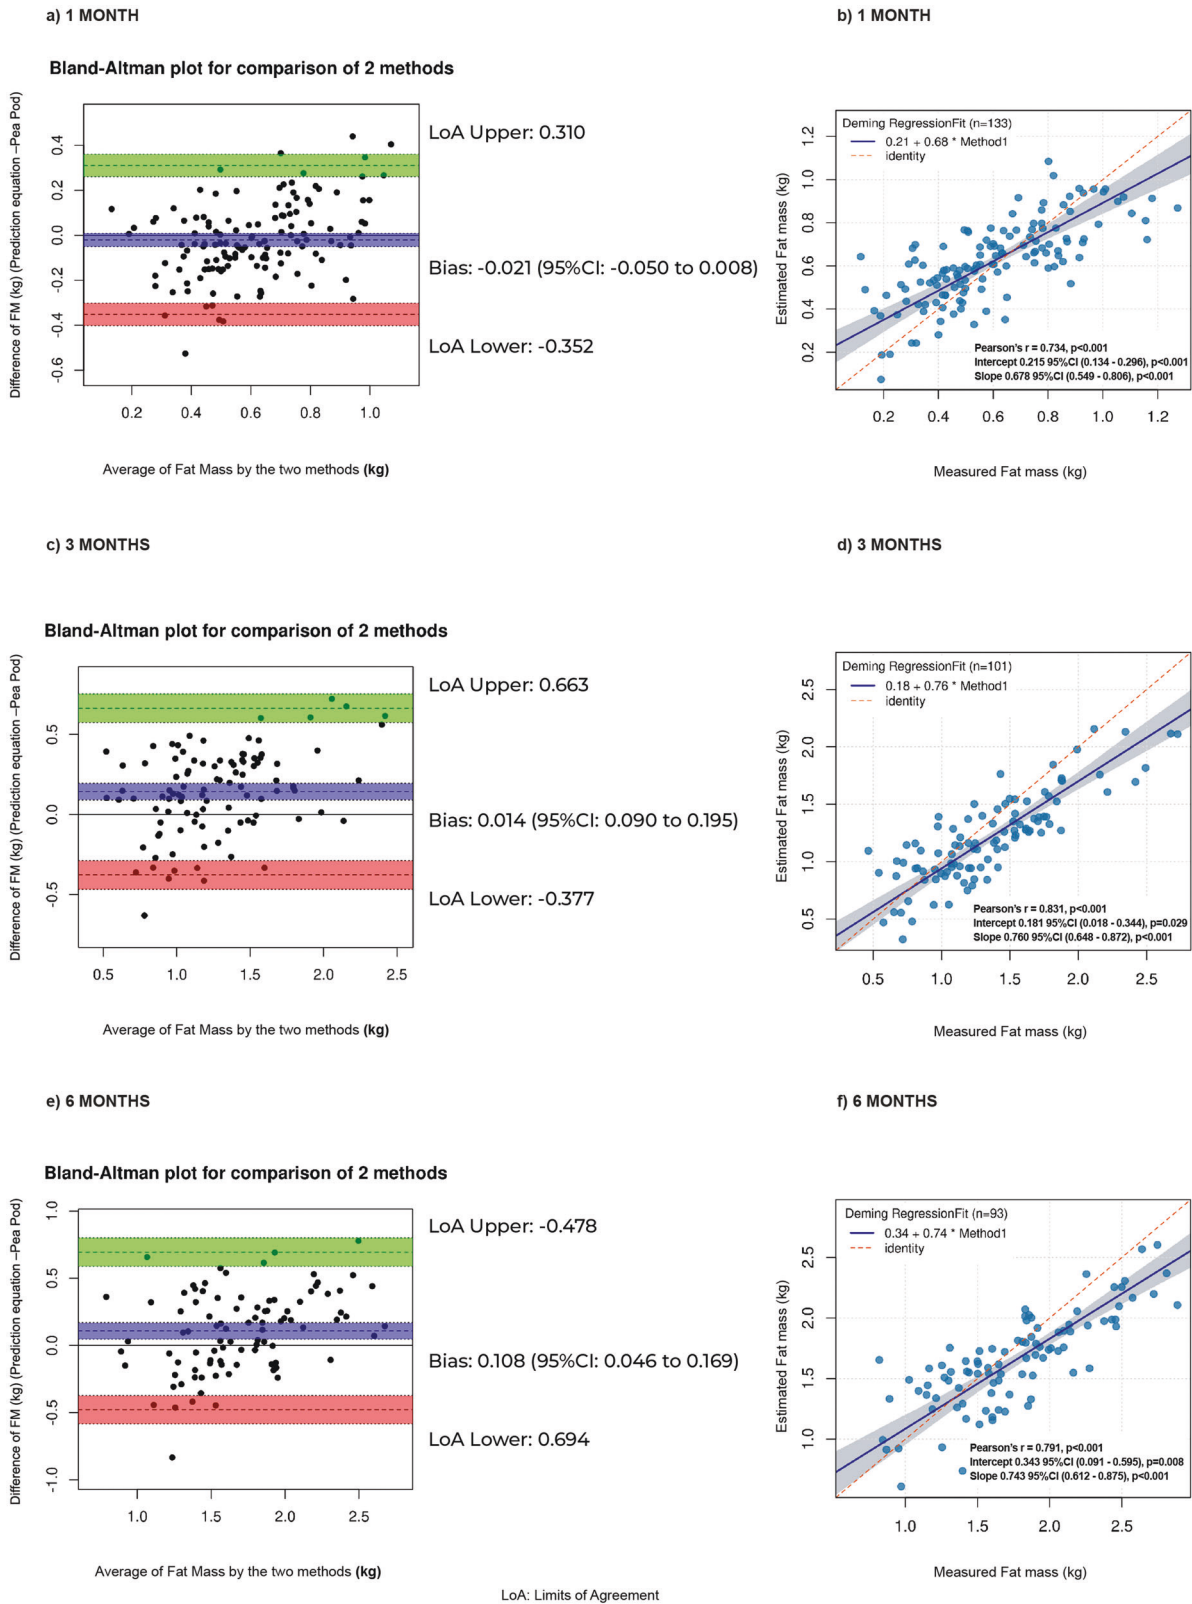 a) 1 MONTH
b) 1 MONTH
Bland-Altman plot for comparison of 2 methods
Difference of FM (kg) (Prediction equation –Pea Pod)
0.4
0.2
0.0
-0.2
-0.4
-0.6
0.2 0.4 0.6 0.8 1.0
Average of Fat Mass by the two methods (kg)
LoA Upper: 0.310
Bias: -0.021 (95%CI: -0.050 to 0.008)
LoA Lower: -0.352
Estimated Fat mass (kg)
1.2
1.0
0.8
0.6
0.4
0.2
Deming RegressionFit (n=133)
0.21 + 0.68 * Method1
identity
Pearson's r = 0.734, p<0.001
Intercept 0.215 95%CI (0.134 - 0.296), p<0.001
Slope 0.678 95%CI (0.549 - 0.806), p<0.001
0.2 0.4 0.6 0.8 1.0 1.2
Measured Fat mass (kg)
c) 3 MONTHS
d) 3 MONTHS
Bland-Altman plot for comparison of 2 methods
Difference of FM (kg) (Prediction equation –Pea Pod)
0.5
0.0
-0.5
0.5 1.0 1.5 2.0 2.5
Average of Fat Mass by the two methods (kg)
LoA Upper: 0.663
Bias: 0.014 (95%CI: 0.090 to 0.195)
LoA Lower: -0.377
Estimated Fat mass (kg)
2.5
2.0
1.5
1.0
0.5
Deming RegressionFit (n=101)
0.18 + 0.76 * Method1
identity
Pearson's r = 0.831, p<0.001
Intercept 0.181 95%CI (0.018 - 0.344), p=0.029
Slope 0.760 95%CI (0.648 - 0.872), p<0.001
0.5 1.0 1.5 2.0 2.5
Measured Fat mass (kg)
e) 6 MONTHS
f) 6 MONTHS
Bland-Altman plot for comparison of 2 methods
Difference of FM (kg) (Prediction equation –Pea Pod)
1.0
0.5
0.0
-0.5
-1.0
1.0 1.5 2.0 2.5
Average of Fat Mass by the two methods (kg)
LoA Upper: -0.478
Bias: 0.108 (95%CI: 0.046 to 0.169)
LoA Lower: 0.694
Estimated Fat mass (kg)
2.5
2.0
1.5
1.0
Deming RegressionFit (n=93)
0.34 + 0.74 * Method1
identity
Pearson's r = 0.791, p<0.001
Intercept 0.343 95%CI (0.091 - 0.595), p=0.008
Slope 0.743 95%CI (0.612 - 0.875), p<0.001
1.0 1.5 2.0 2.5
Measured Fat mass (kg)
LoA: Limits of Agreement